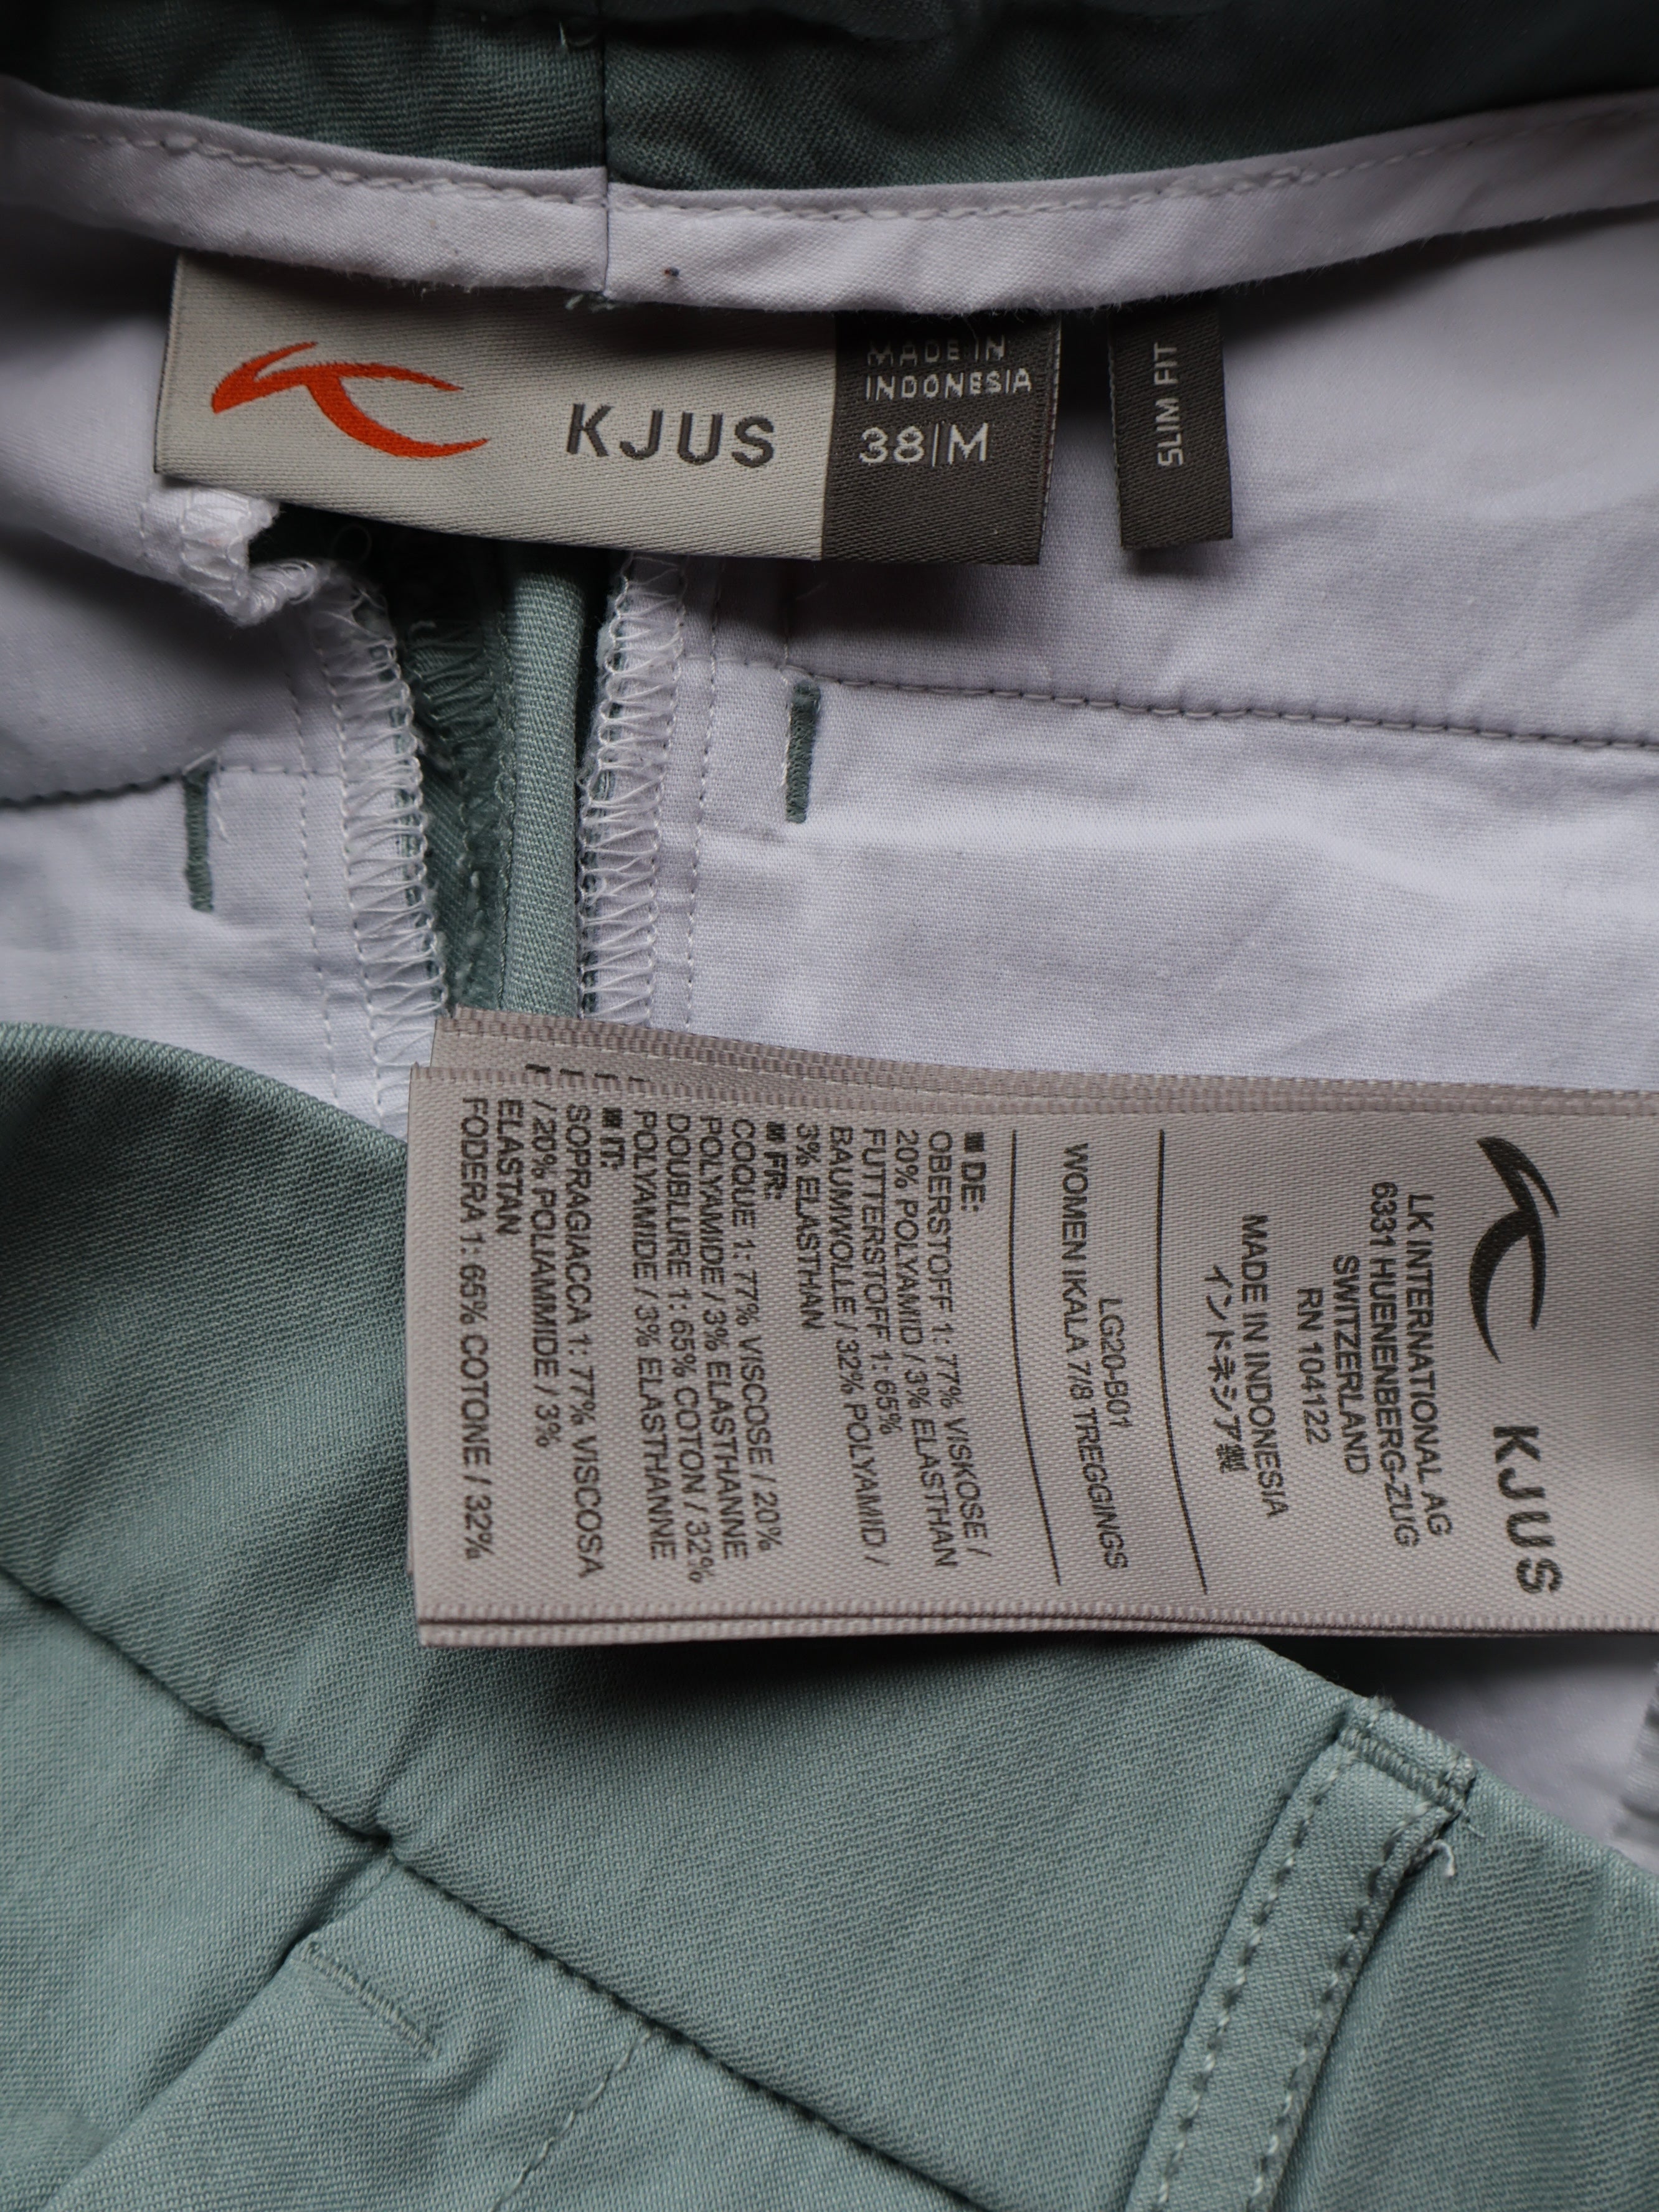 KJUS
MADE IN
INDONESIA
38|M
SLIM FIT
KJUS
LK INTERNATIONAL AG
6331 HUENENBERG-ZUG
SWITZERLAND
RN 104122
MADE IN INDONESIA
インドネシア製
LG20-B01
WOMEN IKALA 7/8 TREGGINGS
DE:
OBERSTOFF 1: 77% VISKOSE /
20% POLYAMID / 3% ELASTHAN
FUTTERSTOFF 1: 65%
BAUMWOLLE / 32% POLYAMID /
3% ELASTHAN
FR:
COQUE 1: 77% VISCOSE / 20%
POLYAMIDE / 3% ELASTHANNE
DOUBLURE 1: 65% COTON / 32%
POLYAMIDE / 3% ELASTHANNE
IT:
SOPRAGIACCA 1: 77% VISCOSA
/ 20% POLIAMMIDE / 3%
ELASTAN
FODERA 1: 65% COTONE / 32%